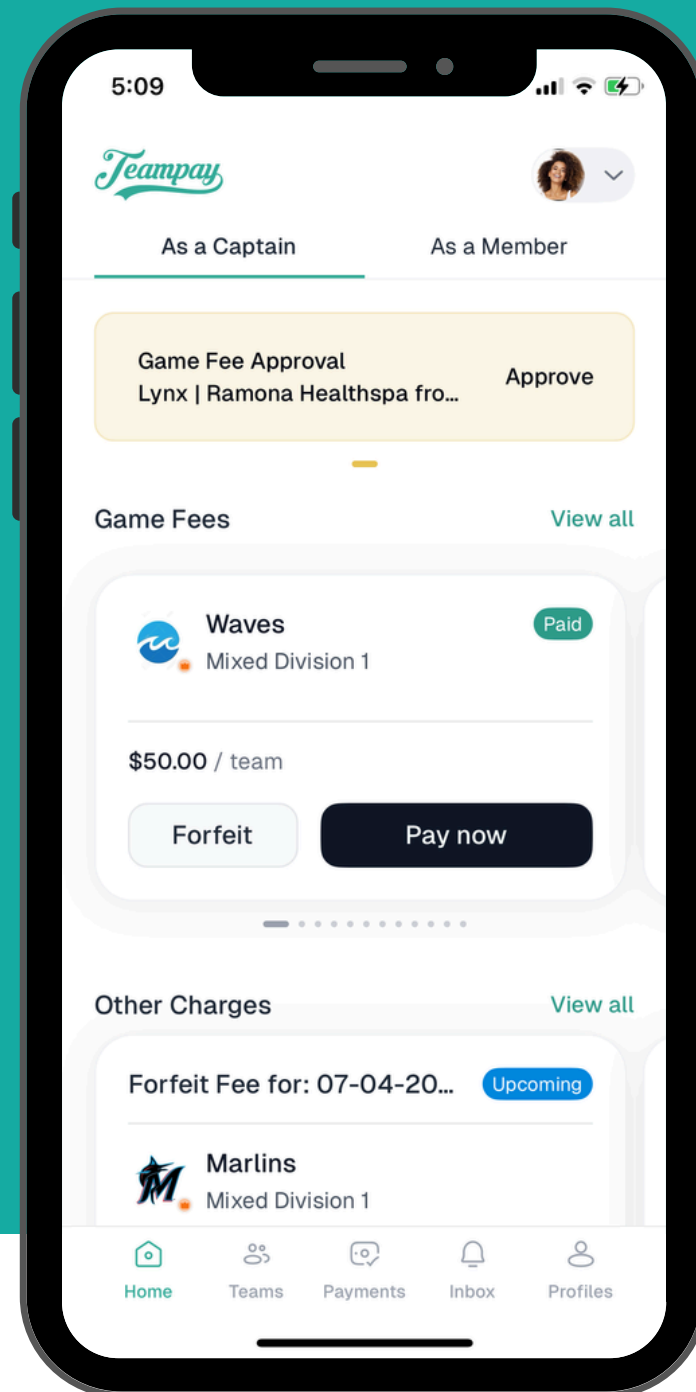 5:09
Teampay
As a Captain
As a Member
Game Fee Approval
Lynx | Ramona Healthspa fro...
Approve
Game Fees
View all
Waves
Paid
Mixed Division 1
$50.00 / team
Forfeit
Pay now
Other Charges
View all
Forfeit Fee for: 07-04-20...
Upcoming
M
Marlins
Mixed Division 1
Home
Teams
Payments
Inbox
Profiles